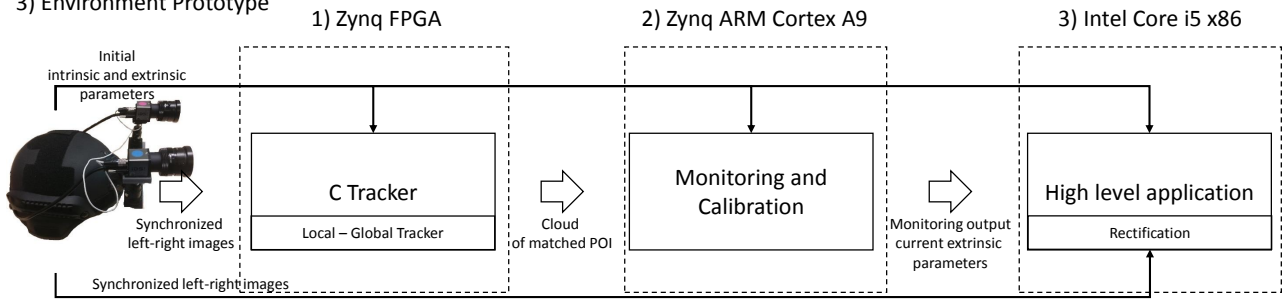 3) Environment Prototype
1) Zynq FPGA
2) Zynq ARM Cortex A9
3) Intel Core i5 x86
Initial
intrinsic and extrinsic
parameters
C Tracker
Local – Global Tracker
Monitoring and
Calibration
High level application
Rectification
Synchronized
left-right images
Cloud
of matched POI
Monitoring output
current extrinsic
parameters
Synchronized left-right images